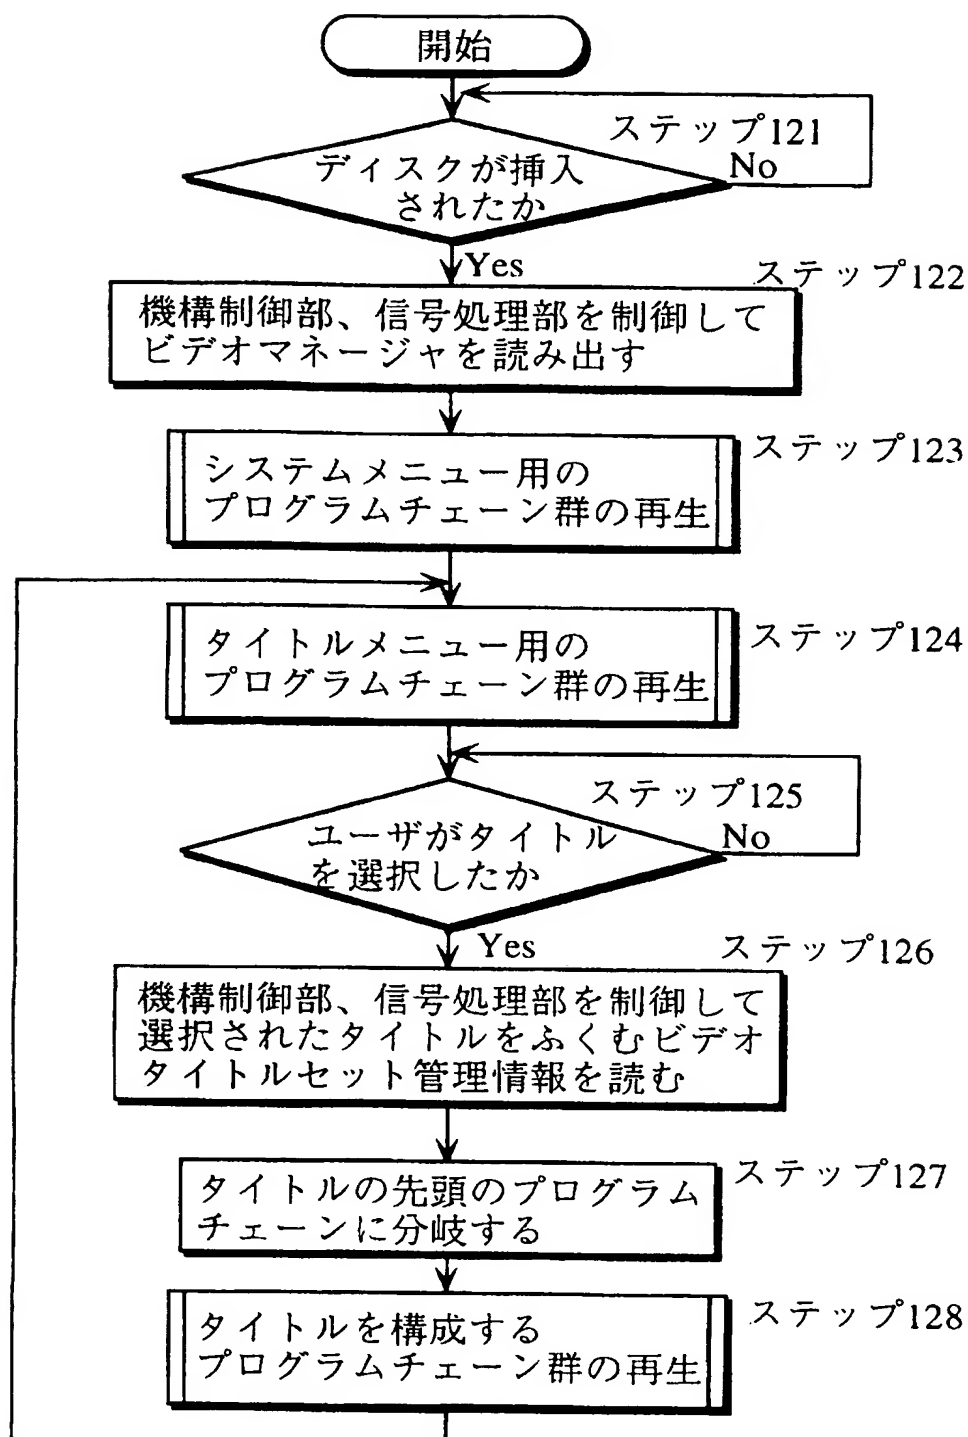 開始
ステップ121
No
ディスクが挿入
されたか
Yes
ステップ122
機構制御部、信号処理部を制御して
ビデオマネージャを読み出す
ステップ123
システムメニュー用の
プログラムチェーン群の再生
ステップ124
タイトルメニュー用の
プログラムチェーン群の再生
ステップ125
No
ユーザがタイトル
を選択したか
Yes
ステップ126
機構制御部、信号処理部を制御して
選択されたタイトルをふくむビデオ
タイトルセット管理情報を読む
ステップ127
タイトルの先頭のプログラム
チェーンに分岐する
ステップ128
タイトルを構成する
プログラムチェーン群の再生